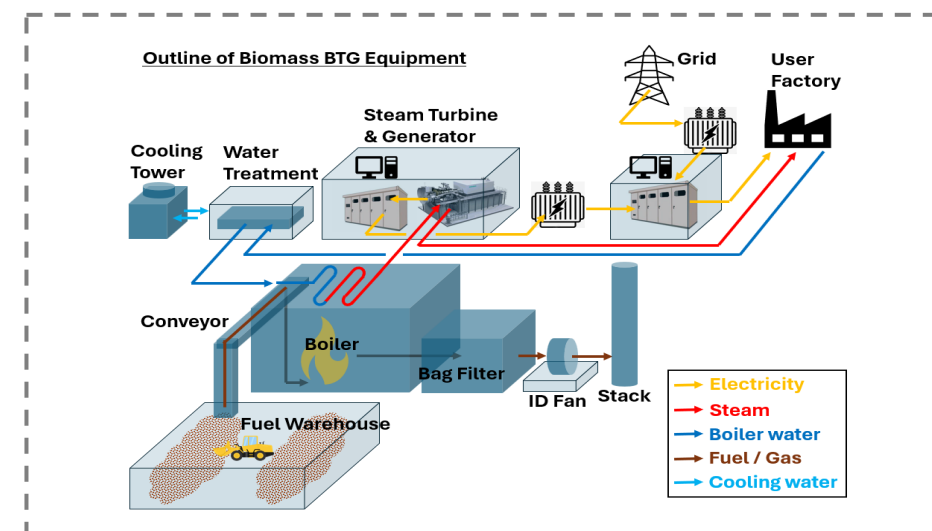 Outline of Biomass BTG Equipment
Grid
User
Factory
Steam Turbine
& Generator
Cooling
Tower
Water
Treatment
Conveyor
Boiler
Bag Filter
ID Fan
Stack
Fuel Warehouse
Electricity
Steam
Boiler water
Fuel / Gas
Cooling water